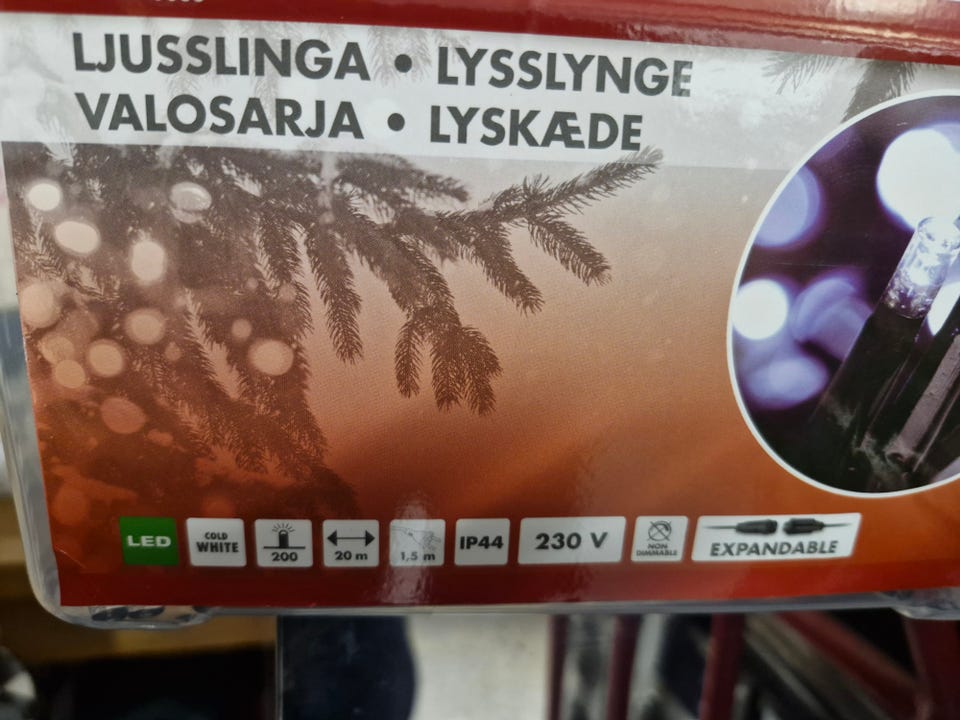 LJUSSLINGA • LYSSLYNGE
VALOSARJA • LYSKÆDE
LED
COLD
WHITE
200
20 m
1,5 m
IP44
230 V
NON
DIMMABLE
EXPANDABLE